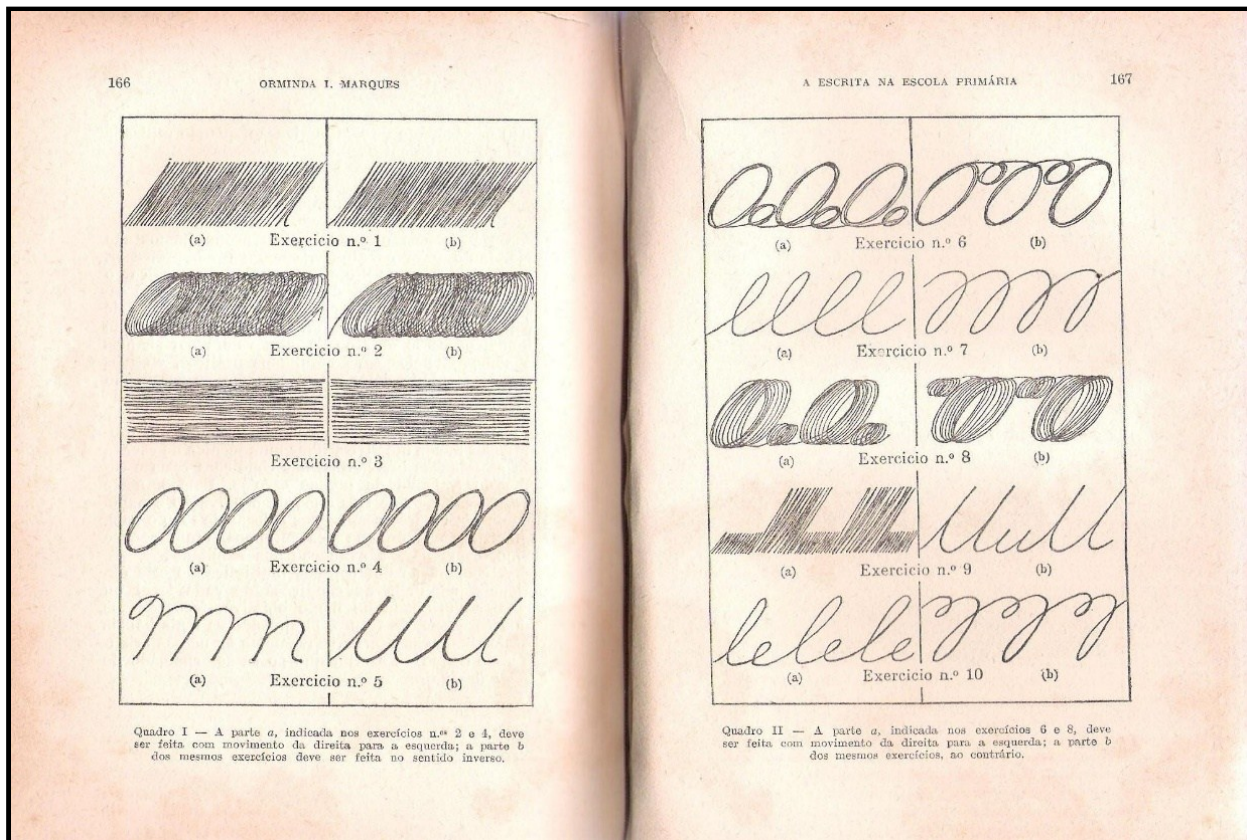 166
ORMINDA I. MARQUES
(a) Exercicio n.º 1 (b)
(a) Exercicio n.º 2 (b)
Exercicio n.º 3
(a) Exercicio n.º 4 (b)
(a) Exercicio n.º 5 (b)
Quadro I — A parte a, indicada nos exercícios n.ºˢ 2 e 4, deve
ser feita com movimento da direita para a esquerda; a parte b
dos mesmos exercícios deve ser feita no sentido inverso.
A ESCRITA NA ESCOLA PRIMÁRIA
167
(a) Exercicio n.º 6 (b)
(a) Exercicio n.º 7 (b)
(a) Exercicio n.º 8 (b)
(a) Exercicio n.º 9 (b)
(a) Exercicio n.º 10 (b)
Quadro II — A parte a, indicada nos exercícios 6 e 8, deve
ser feita com movimento da direita para a esquerda; a parte b
dos mesmos exercícios, ao contrário.